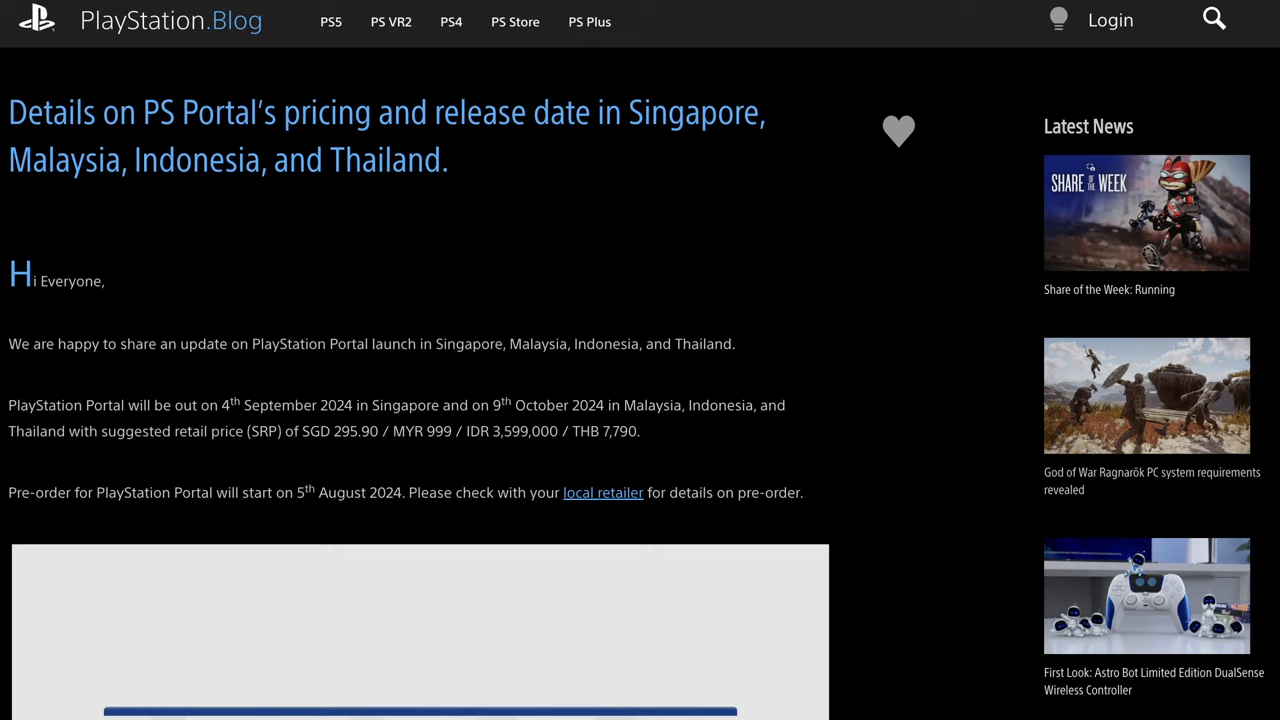 PlayStation.Blog
PS5
PS VR2
PS4
PS Store
PS Plus
Login
Details on PS Portal’s pricing and release date in Singapore,
Malaysia, Indonesia, and Thailand.
Hi Everyone,
We are happy to share an update on PlayStation Portal launch in Singapore, Malaysia, Indonesia, and Thailand.
PlayStation Portal will be out on 4th September 2024 in Singapore and on 9th October 2024 in Malaysia, Indonesia, and
Thailand with suggested retail price (SRP) of SGD 295.90 / MYR 999 / IDR 3,599,000 / THB 7,790.
Pre-order for PlayStation Portal will start on 5th August 2024. Please check with your local retailer for details on pre-order.
Latest News
SHARE OF THE WEEK
Share of the Week: Running
God of War Ragnarök PC system requirements
revealed
First Look: Astro Bot Limited Edition DualSense
Wireless Controller